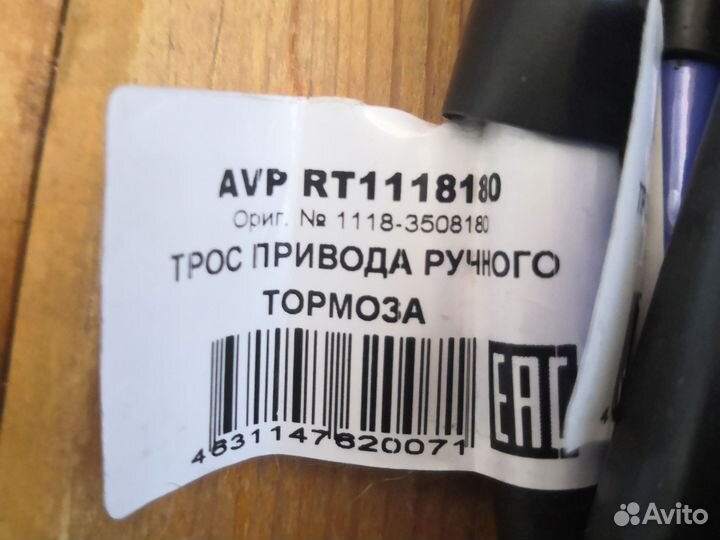 AVP RT1118180
Ориг. № 1118-3508180
ТРОС ПРИВОДА РУЧНОГО
ТОРМОЗА
4631147620071
EAC
Avito